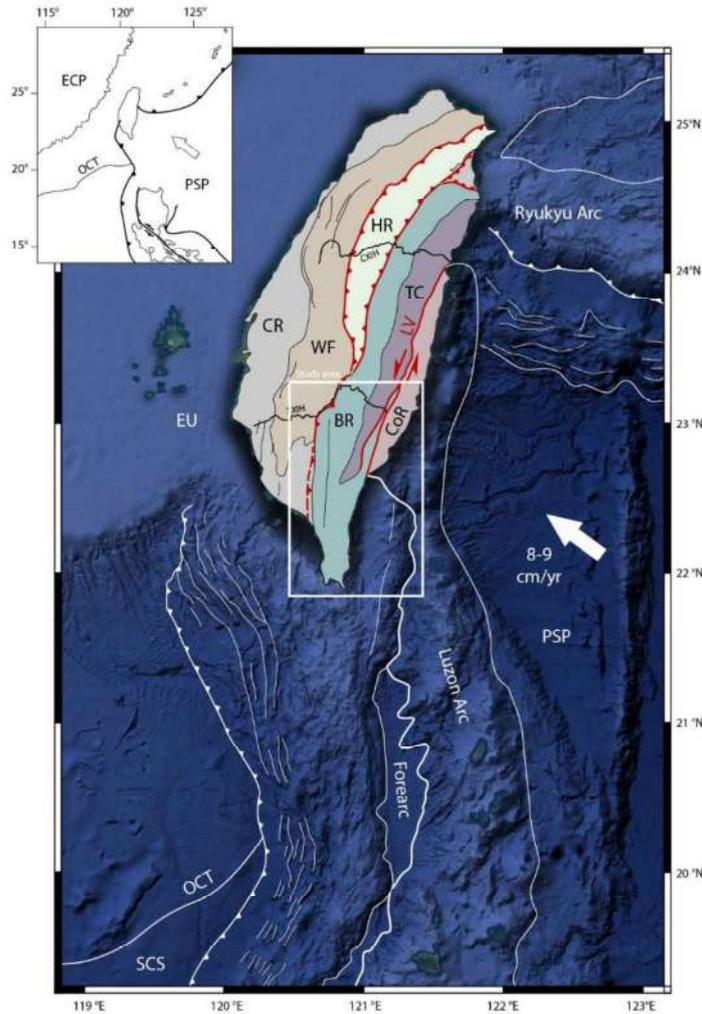 115° 120° 125°
25°
20°
15°
ECP
OCT
PSP
25°N
24°N
23°N
22°N
21°N
20°N
Ryukyu Arc
HR
CXIH
TC
CR
LV
WF
Study area
EU
BR
CoR
8-9
cm/yr
PSP
Luzon Arc
Forearc
OCT
SCS
119 °E 120 °E 121 °E 122 °E 123°E